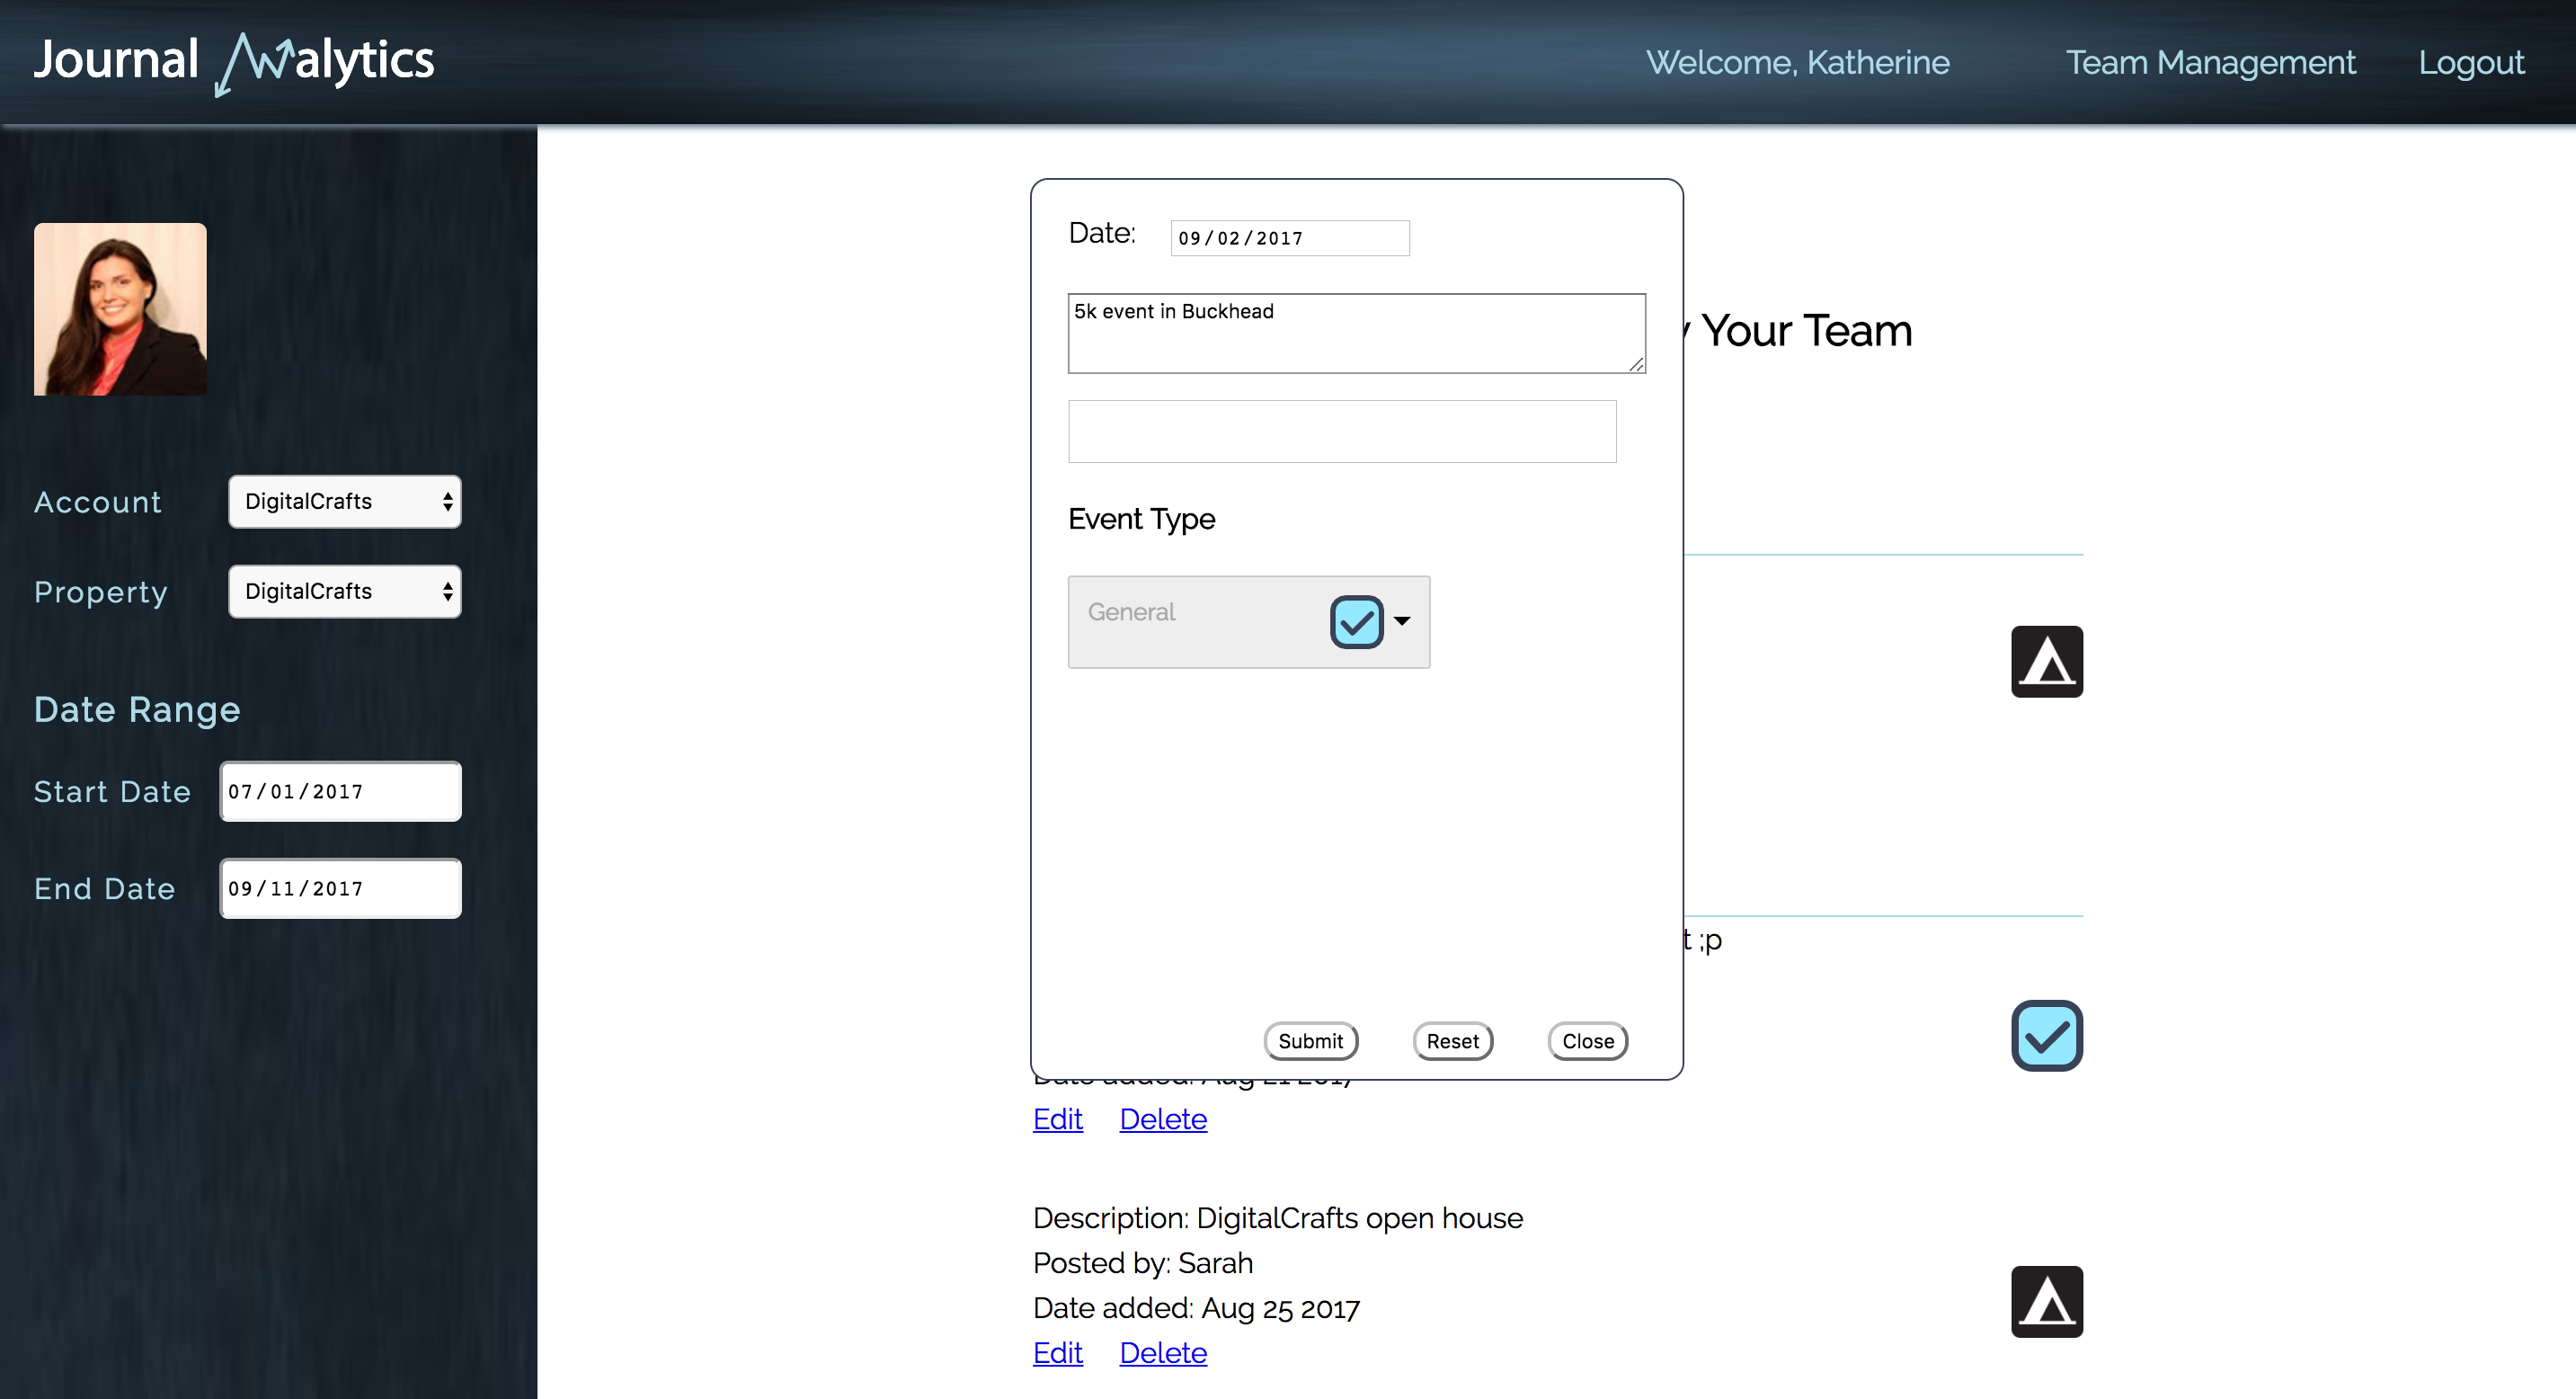 Journal Analytics
Welcome, Katherine
Team Management
Logout
Account
DigitalCrafts
Property
DigitalCrafts
Date Range
Start Date
07/01/2017
End Date
09/11/2017
Date:
09/02/2017
5k event in Buckhead
Event Type
General
Submit
Reset
Close
Your Team
t ;p
Date added: Aug 21 2017
Edit Delete
Description: DigitalCrafts open house
Posted by: Sarah
Date added: Aug 25 2017
Edit Delete